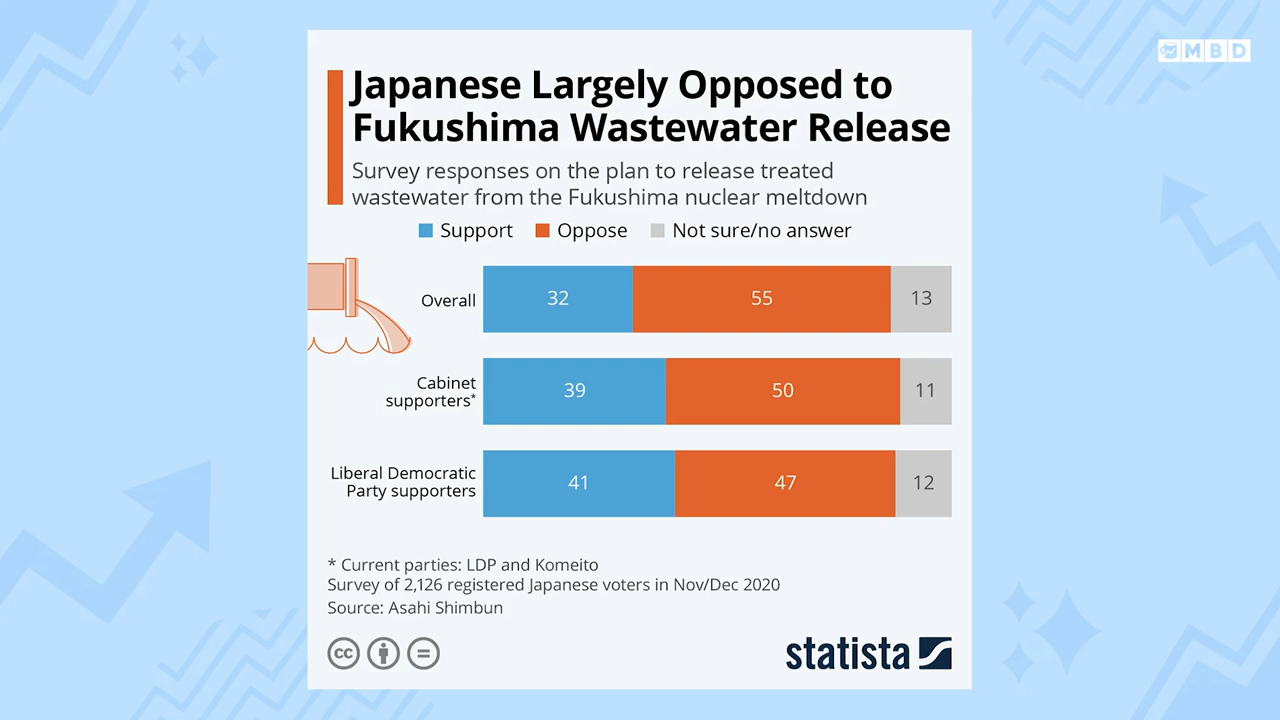 MBD
Japanese Largely Opposed to
Fukushima Wastewater Release
Survey responses on the plan to release treated
wastewater from the Fukushima nuclear meltdown
Support Oppose Not sure/no answer
Overall 32 55 13
Cabinet
supporters* 39 50 11
Liberal Democratic
Party supporters 41 47 12
* Current parties: LDP and Komeito
Survey of 2,126 registered Japanese voters in Nov/Dec 2020
Source: Asahi Shimbun
cc =
statista